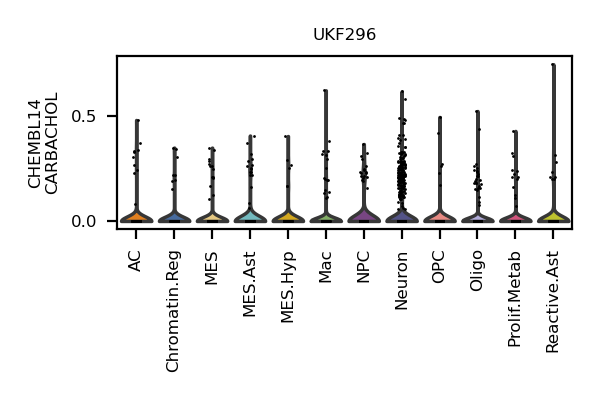 UKF296
CHEMBL14
CARBACHOL
0.5
0.0
AC
Chromatin.Reg
MES
MES.Ast
MES.Hyp
Mac
NPC
Neuron
OPC
Oligo
Prolif.Metab
Reactive.Ast